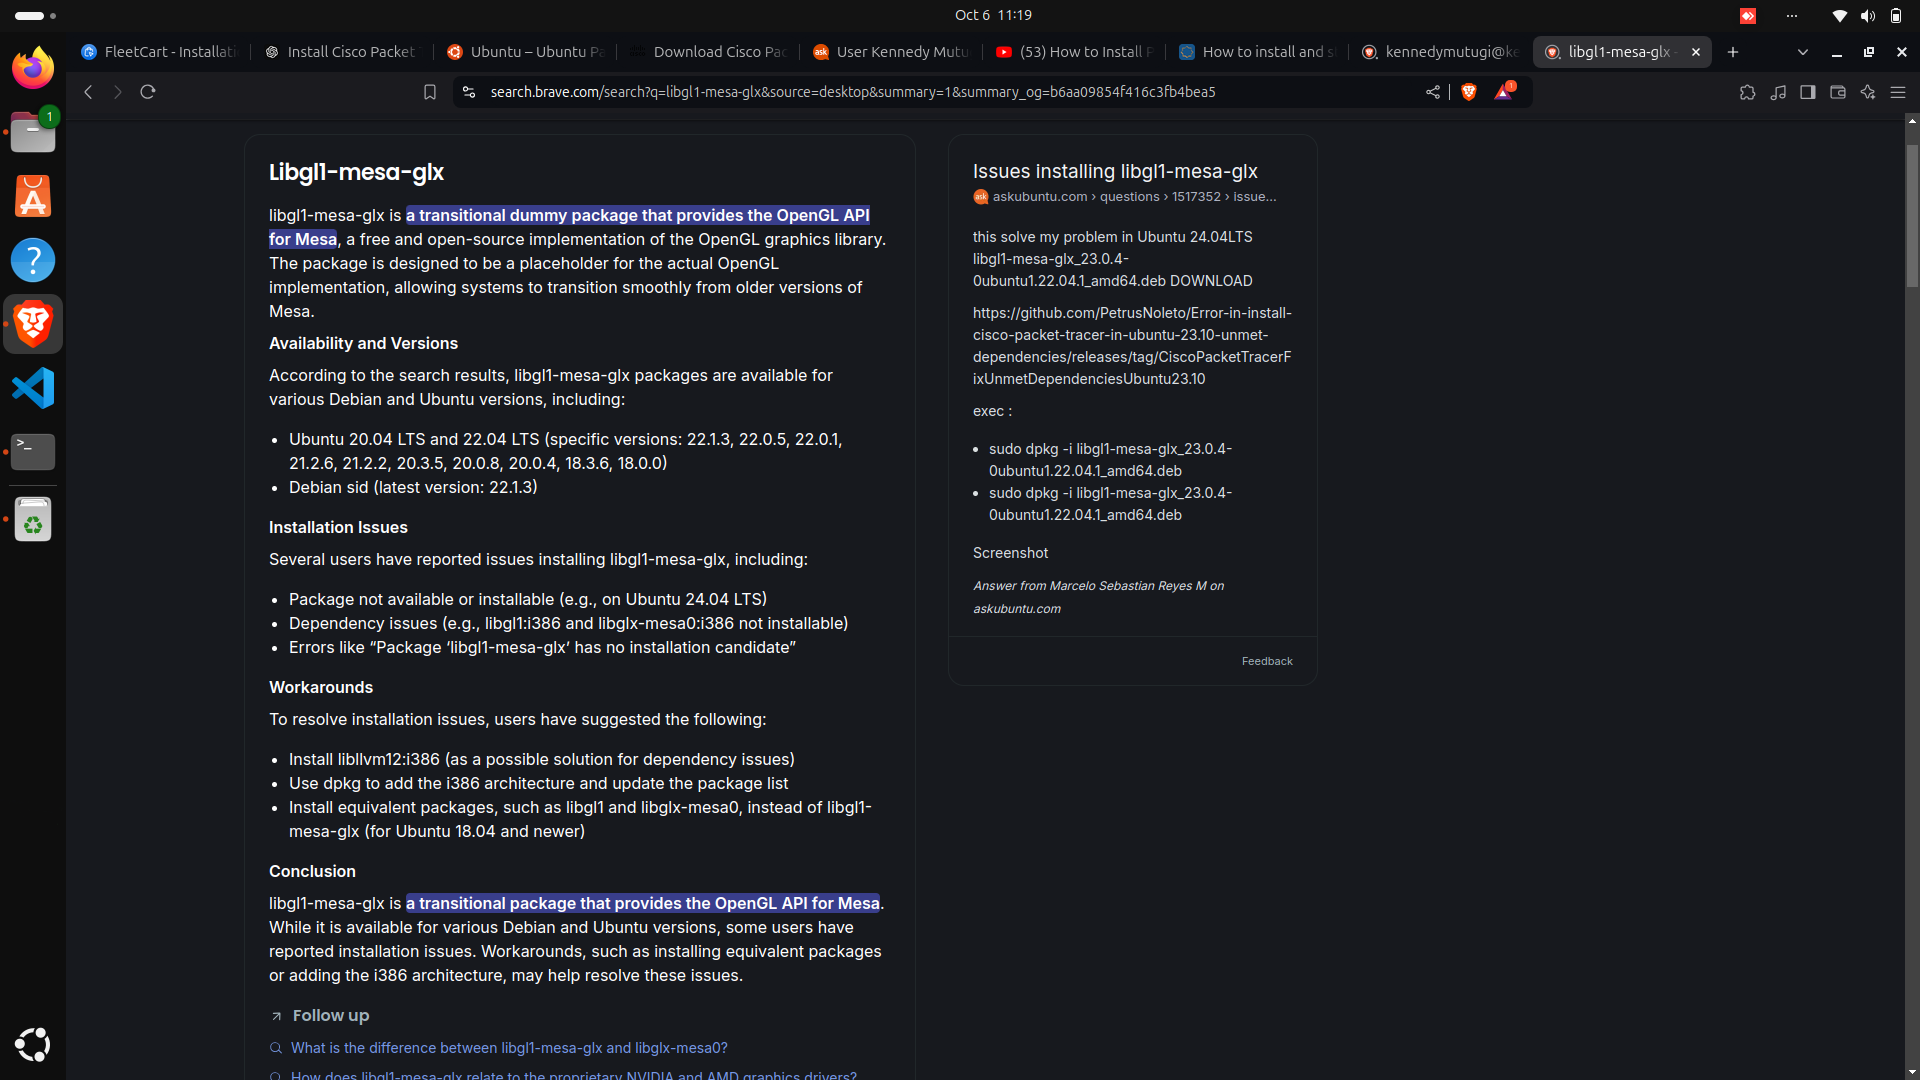 Oct 6 11:19
FleetCart - Installati
Install Cisco Packet
Ubuntu – Ubuntu Pa
Download Cisco Pac
User Kennedy Mutu
(53) How to Install P
How to install and s
kennedymutugi@ke
libgl1-mesa-glx -
search.brave.com/search?q=libgl1-mesa-glx&source=desktop&summary=1&summary_og=b6aa09854f416c3fb4bea5
1
1
Libgl1-mesa-glx
libgl1-mesa-glx is a transitional dummy package that provides the OpenGL API
for Mesa, a free and open-source implementation of the OpenGL graphics library.
The package is designed to be a placeholder for the actual OpenGL
implementation, allowing systems to transition smoothly from older versions of
Mesa.
Availability and Versions
According to the search results, libgl1-mesa-glx packages are available for
various Debian and Ubuntu versions, including:
• Ubuntu 20.04 LTS and 22.04 LTS (specific versions: 22.1.3, 22.0.5, 22.0.1,
21.2.6, 21.2.2, 20.3.5, 20.0.8, 20.0.4, 18.3.6, 18.0.0)
• Debian sid (latest version: 22.1.3)
Installation Issues
Several users have reported issues installing libgl1-mesa-glx, including:
• Package not available or installable (e.g., on Ubuntu 24.04 LTS)
• Dependency issues (e.g., libgl1:i386 and libglx-mesa0:i386 not installable)
• Errors like “Package ‘libgl1-mesa-glx’ has no installation candidate”
Workarounds
To resolve installation issues, users have suggested the following:
• Install libllvm12:i386 (as a possible solution for dependency issues)
• Use dpkg to add the i386 architecture and update the package list
• Install equivalent packages, such as libgl1 and libglx-mesa0, instead of libgl1-
mesa-glx (for Ubuntu 18.04 and newer)
Conclusion
libgl1-mesa-glx is a transitional package that provides the OpenGL API for Mesa.
While it is available for various Debian and Ubuntu versions, some users have
reported installation issues. Workarounds, such as installing equivalent packages
or adding the i386 architecture, may help resolve these issues.
Follow up
What is the difference between libgl1-mesa-glx and libglx-mesa0?
How does libgl1-mesa-glx relate to the proprietary NVIDIA and AMD graphics drivers?
Issues installing libgl1-mesa-glx
ask askubuntu.com › questions › 1517352 › issue...
this solve my problem in Ubuntu 24.04LTS
libgl1-mesa-glx_23.0.4-
0ubuntu1.22.04.1_amd64.deb DOWNLOAD
https://github.com/PetrusNoleto/Error-in-install-
cisco-packet-tracer-in-ubuntu-23.10-unmet-
dependencies/releases/tag/CiscoPacketTracerF
ixUnmetDependenciesUbuntu23.10
exec :
• sudo dpkg -i libgl1-mesa-glx_23.0.4-
0ubuntu1.22.04.1_amd64.deb
• sudo dpkg -i libgl1-mesa-glx_23.0.4-
0ubuntu1.22.04.1_amd64.deb
Screenshot
Answer from Marcelo Sebastian Reyes M on
askubuntu.com
Feedback